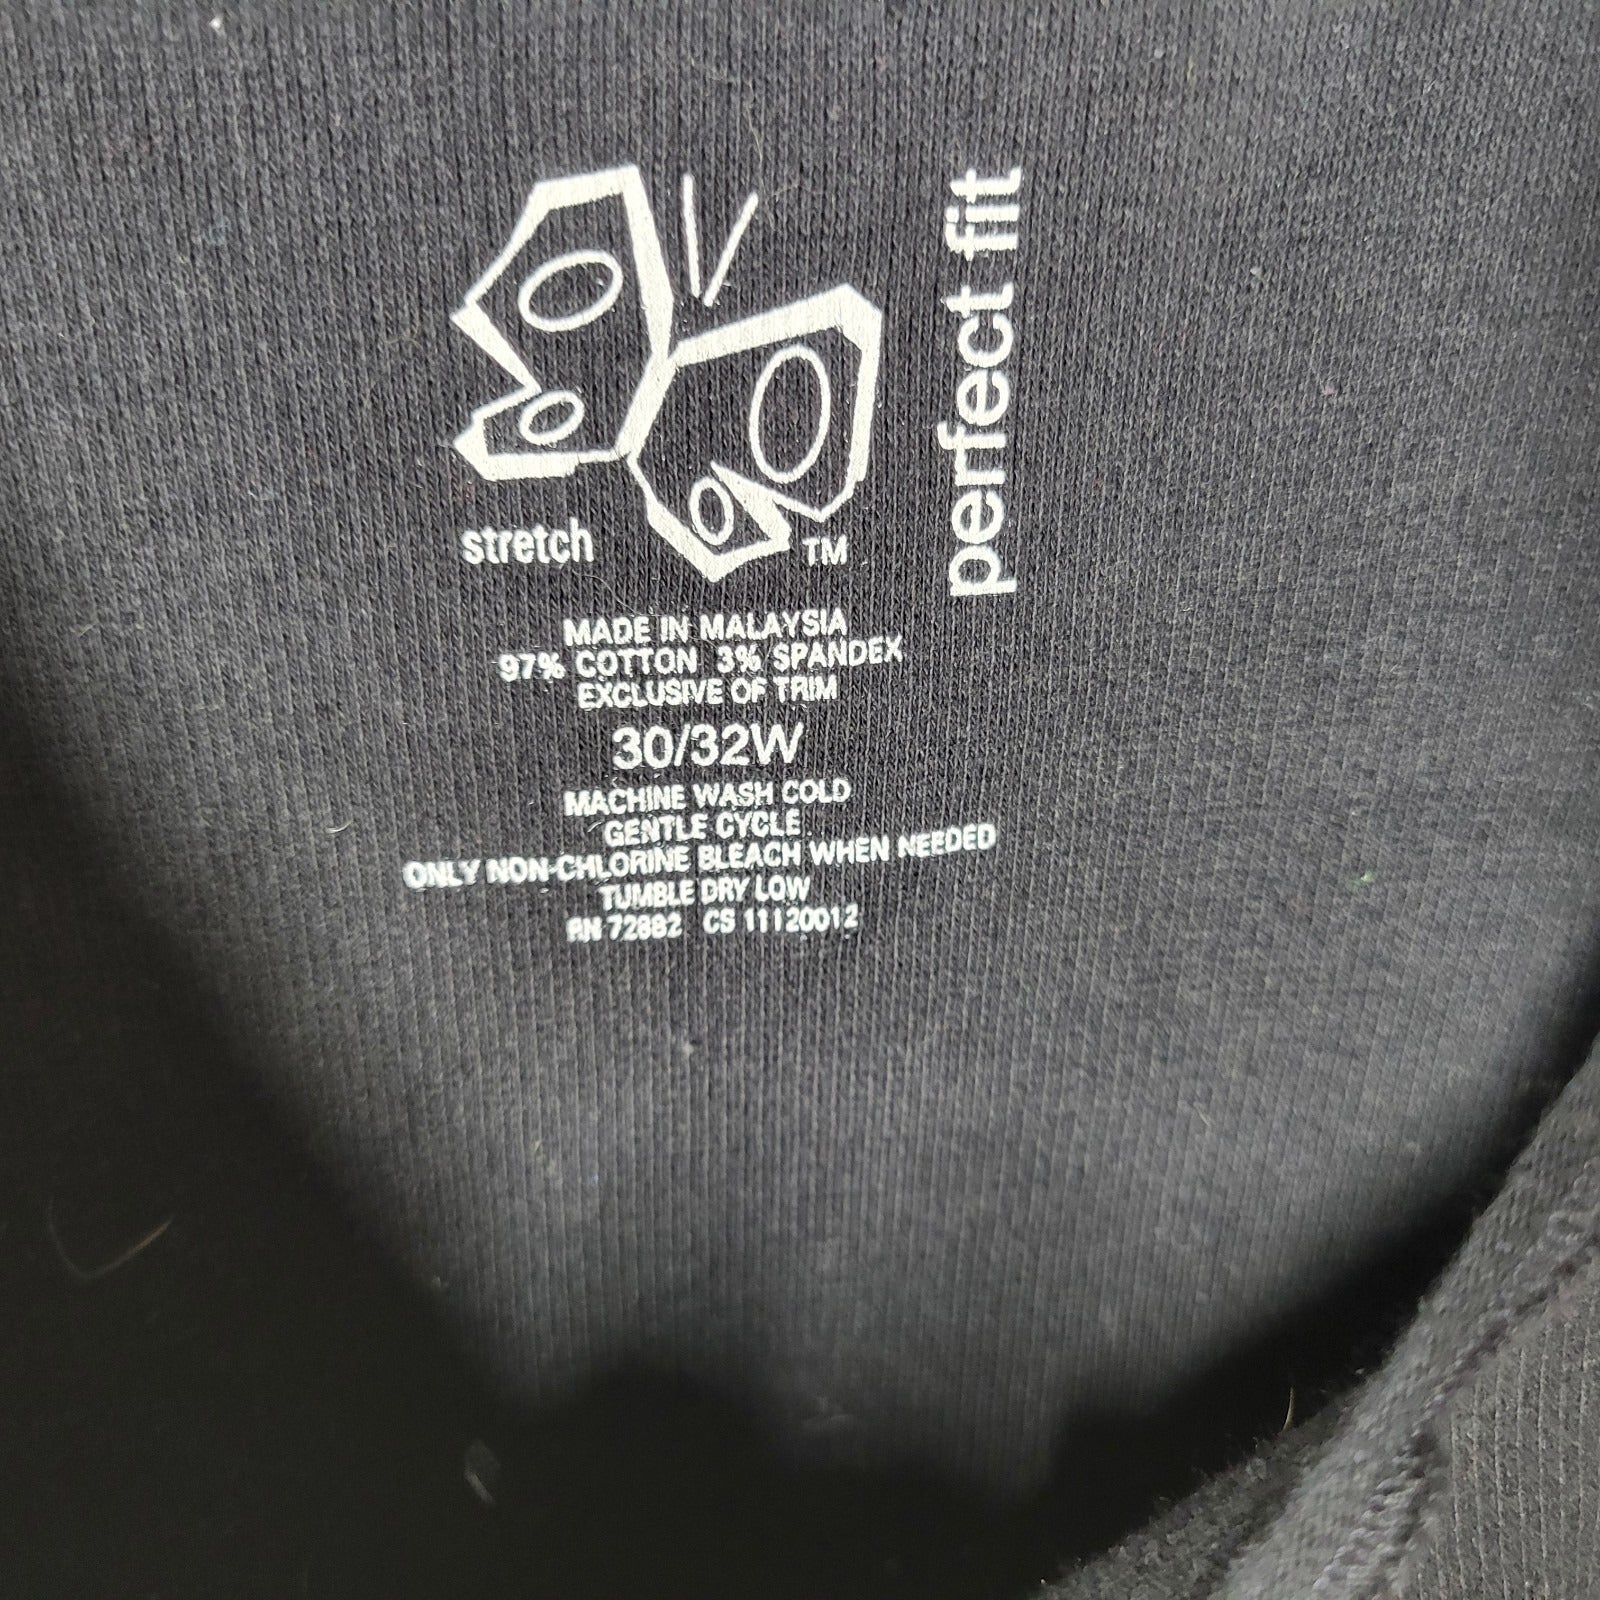 perfect fit
stretch
TM
MADE IN MALAYSIA
97% COTTON 3% SPANDEX
EXCLUSIVE OF TRIM
30/32W
MACHINE WASH COLD
GENTLE CYCLE
ONLY NON-CHLORINE BLEACH WHEN NEEDED
TUMBLE DRY LOW
RN 72882 CS 11120012